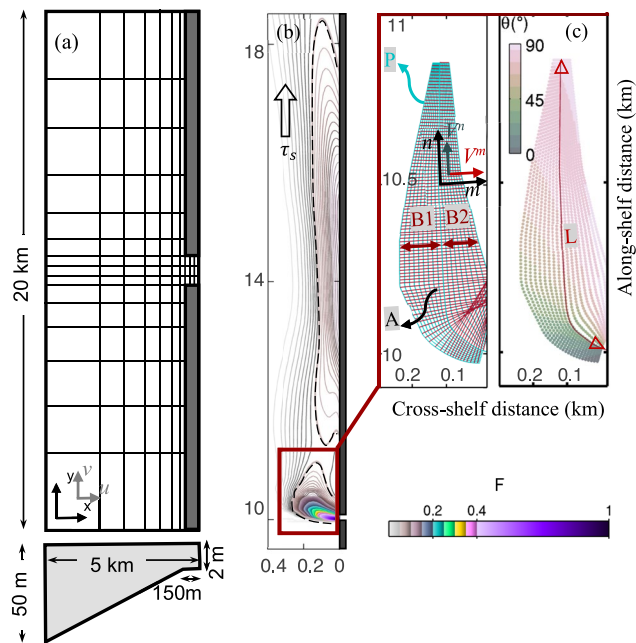 (a)
20 km
y
v
x
u
50 m
5 km
2 m
150m
(b)
18
14
10
τs
0.4
0.2
0
11
10.5
10
P
n
Vⁿ
Vᵐ
m
B1
B2
A
0.2
0.1
(c)
θ(°)
90
45
0
L
0.2
0.1
Cross-shelf distance (km)
Along-shelf distance (km)
F
0.2
0.4
1